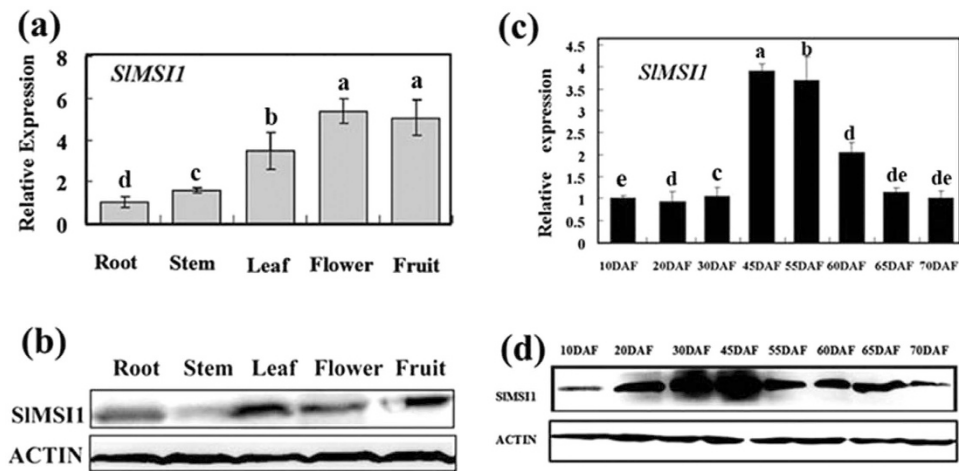 (a)
SlMSI1
Relative Expression
8
6
4
2
0
d
c
b
a
a
Root Stem Leaf Flower Fruit
(b)
Root Stem Leaf Flower Fruit
SlMSI1
ACTIN
(c)
SlMSI1
Relative expression
4.5
4
3.5
3
2.5
2
1.5
1
0.5
0
e
d
c
a
b
d
de
de
10DAF 20DAF 30DAF 45DAF 55DAF 60DAF 65DAF 70DAF
(d)
10DAF 20DAF 30DAF 45DAF 55DAF 60DAF 65DAF 70DAF
SlMSI1
ACTIN